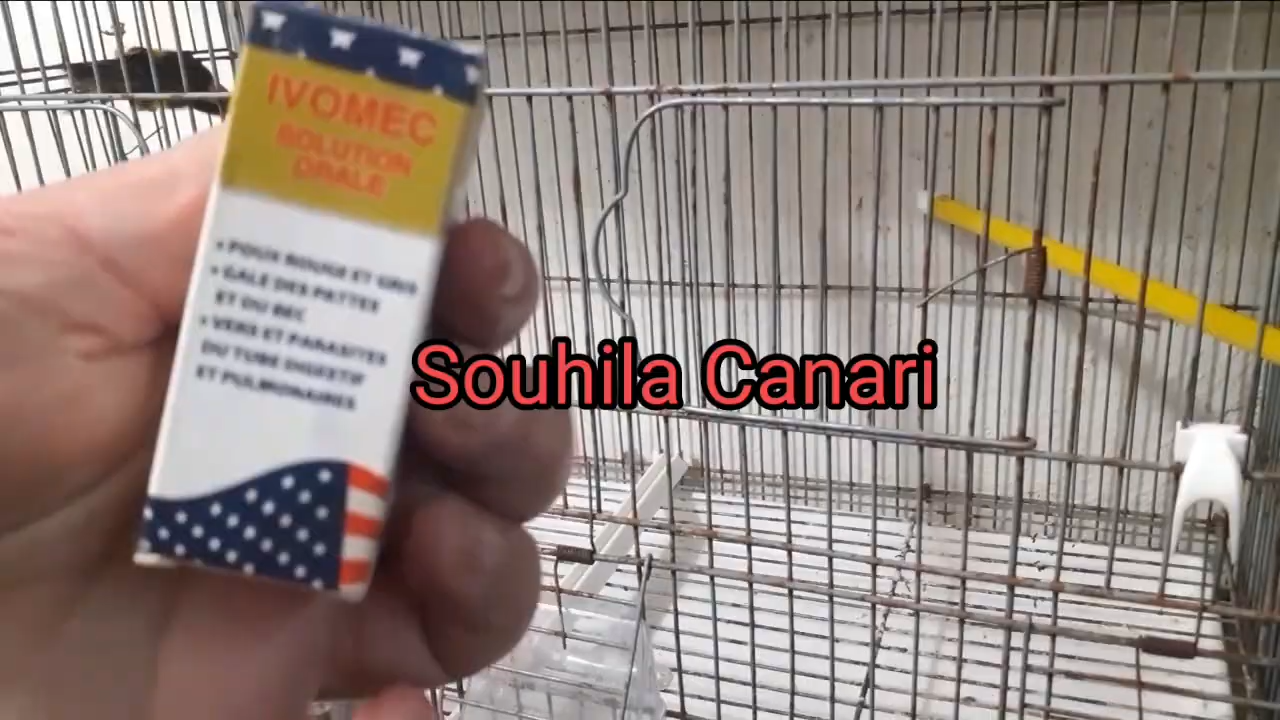 IVOMEC
SOLUTION
ORALE
• POUX ROUGE ET GRIS
• GALE DES PATTES
ET DU BEC
• VERS ET PARASITES
DU TUBE DIGESTIF
ET PULMONAIRES
Souhila Canari